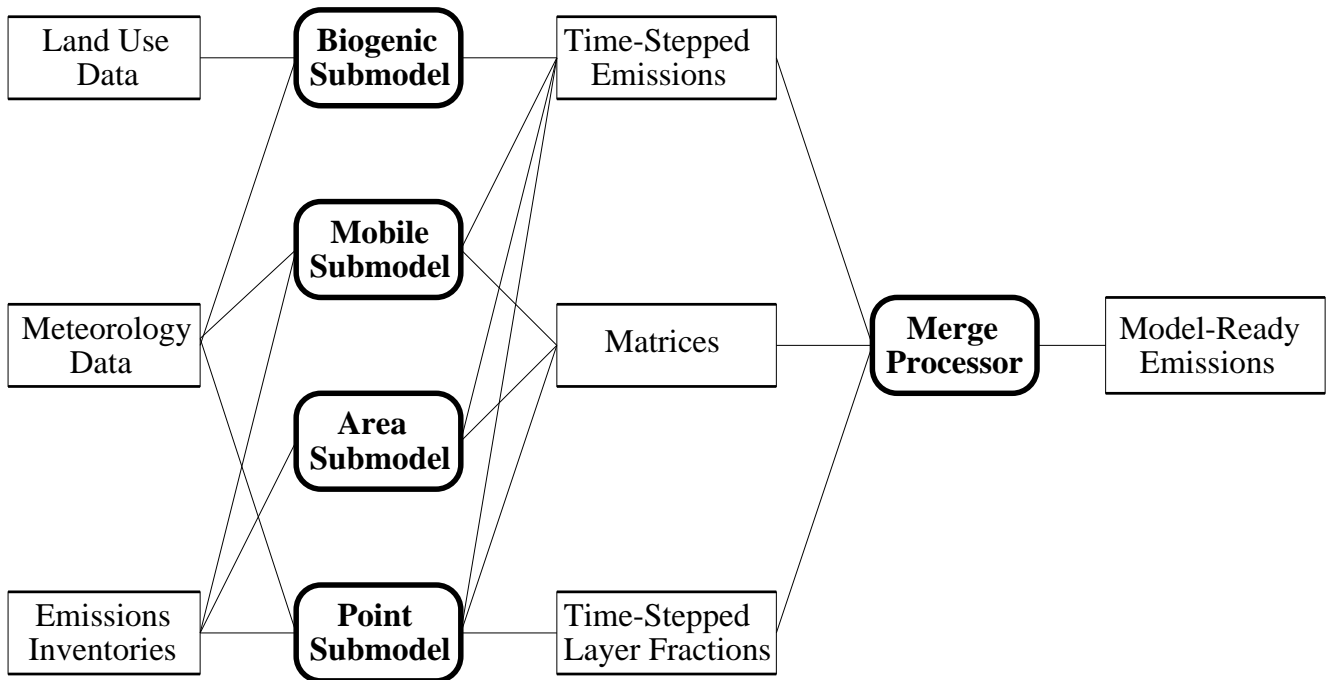 Land Use
Data
Biogenic
Submodel
Time-Stepped
Emissions
Mobile
Submodel
Meteorology
Data
Matrices
Merge
Processor
Model-Ready
Emissions
Area
Submodel
Emissions
Inventories
Point
Submodel
Time-Stepped
Layer Fractions